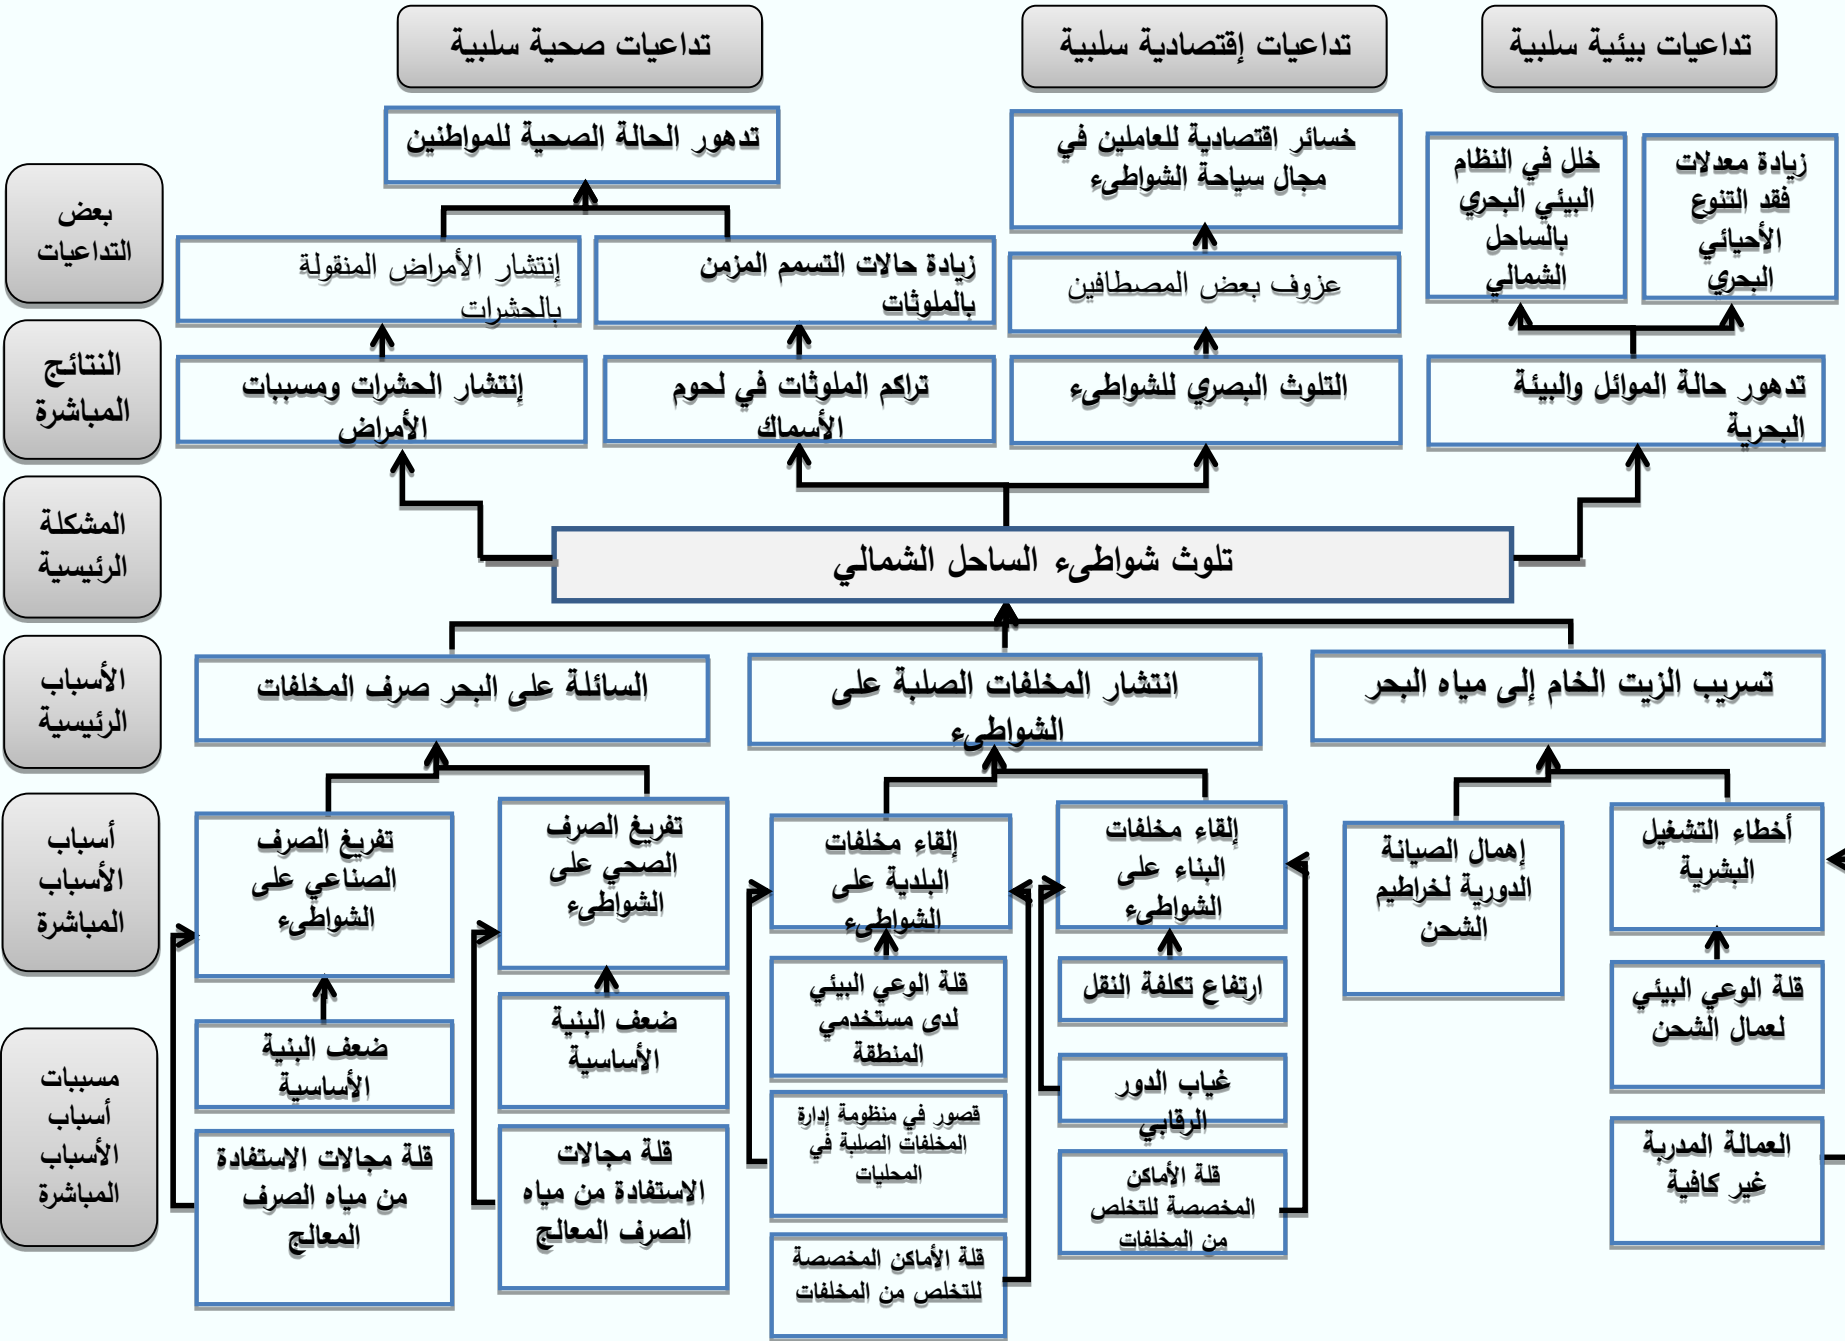 تداعيات بيئية سلبية
تداعيات إقتصادية سلبية
تداعيات صحية سلبية
بعض
التداعيات
زيادة معدلات
فقد التنوع
الأحيائي
البحري
خلل في النظام
البيئي البحري
بالساحل
الشمالي
خسائر اقتصادية للعاملين في
مجال سياحة الشواطىء
تدهور الحالة الصحية للمواطنين
عزوف بعض المصطافين
زيادة حالات التسمم المزمن
بالملوثات
إنتشار الأمراض المنقولة
بالحشرات
النتائج
المباشرة
تدهور حالة الموائل والبيئة
البحرية
التلوث البصري للشواطىء
تراكم الملوثات في لحوم
الأسماك
إنتشار الحشرات ومسببات
الأمراض
المشكلة
الرئيسية
تلوث شواطىء الساحل الشمالي
الأسباب
الرئيسية
تسريب الزيت الخام إلى مياه البحر
انتشار المخلفات الصلبة على
الشواطىء
السائلة على البحر صرف المخلفات
أسباب
الأسباب
المباشرة
أخطاء التشغيل
البشرية
إهمال الصيانة
الدورية لخراطيم
الشحن
إلقاء مخلفات
البناء على
الشواطىء
إلقاء مخلفات
البلدية على
الشواطىء
تفريغ الصرف
الصحي على
الشواطىء
تفريغ الصرف
الصناعي على
الشواطىء
مسببات
أسباب
الأسباب
المباشرة
قلة الوعي البيئي
لعمال الشحن
العمالة المدربة
غير كافية
ارتفاع تكلفة النقل
غياب الدور
الرقابي
قلة الأماكن
المخصصة للتخلص
من المخلفات
قلة الوعي البيئي
لدى مستخدمي
المنطقة
قصور في منظومة إدارة
المخلفات الصلبة في
المحليات
قلة الأماكن المخصصة
للتخلص من المخلفات
ضعف البنية
الأساسية
قلة مجالات
الاستفادة من مياه
الصرف المعالج
ضعف البنية
الأساسية
قلة مجالات الاستفادة
من مياه الصرف
المعالج